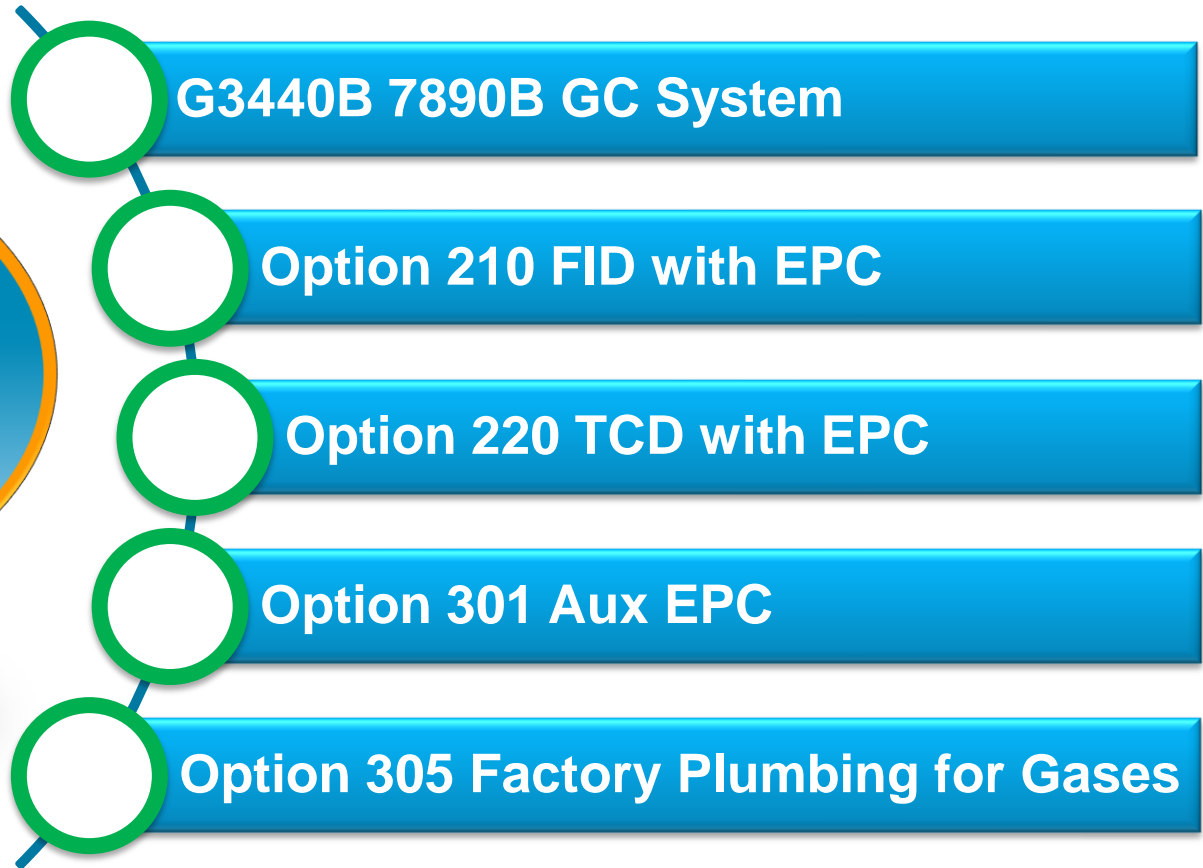 G3440B 7890B GC System
Option 210 FID with EPC
Option 220 TCD with EPC
Option 301 Aux EPC
Option 305 Factory Plumbing for Gases